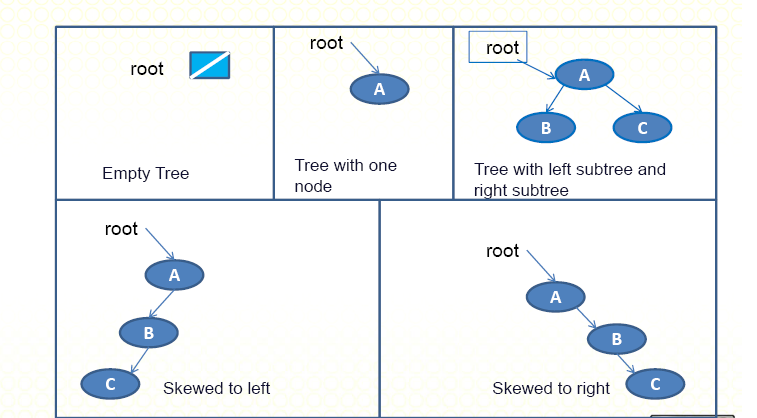 root
Empty Tree
root
A
Tree with one
node
root
A
B
C
Tree with left subtree and
right subtree
root
A
B
C
Skewed to left
root
A
B
C
Skewed to right